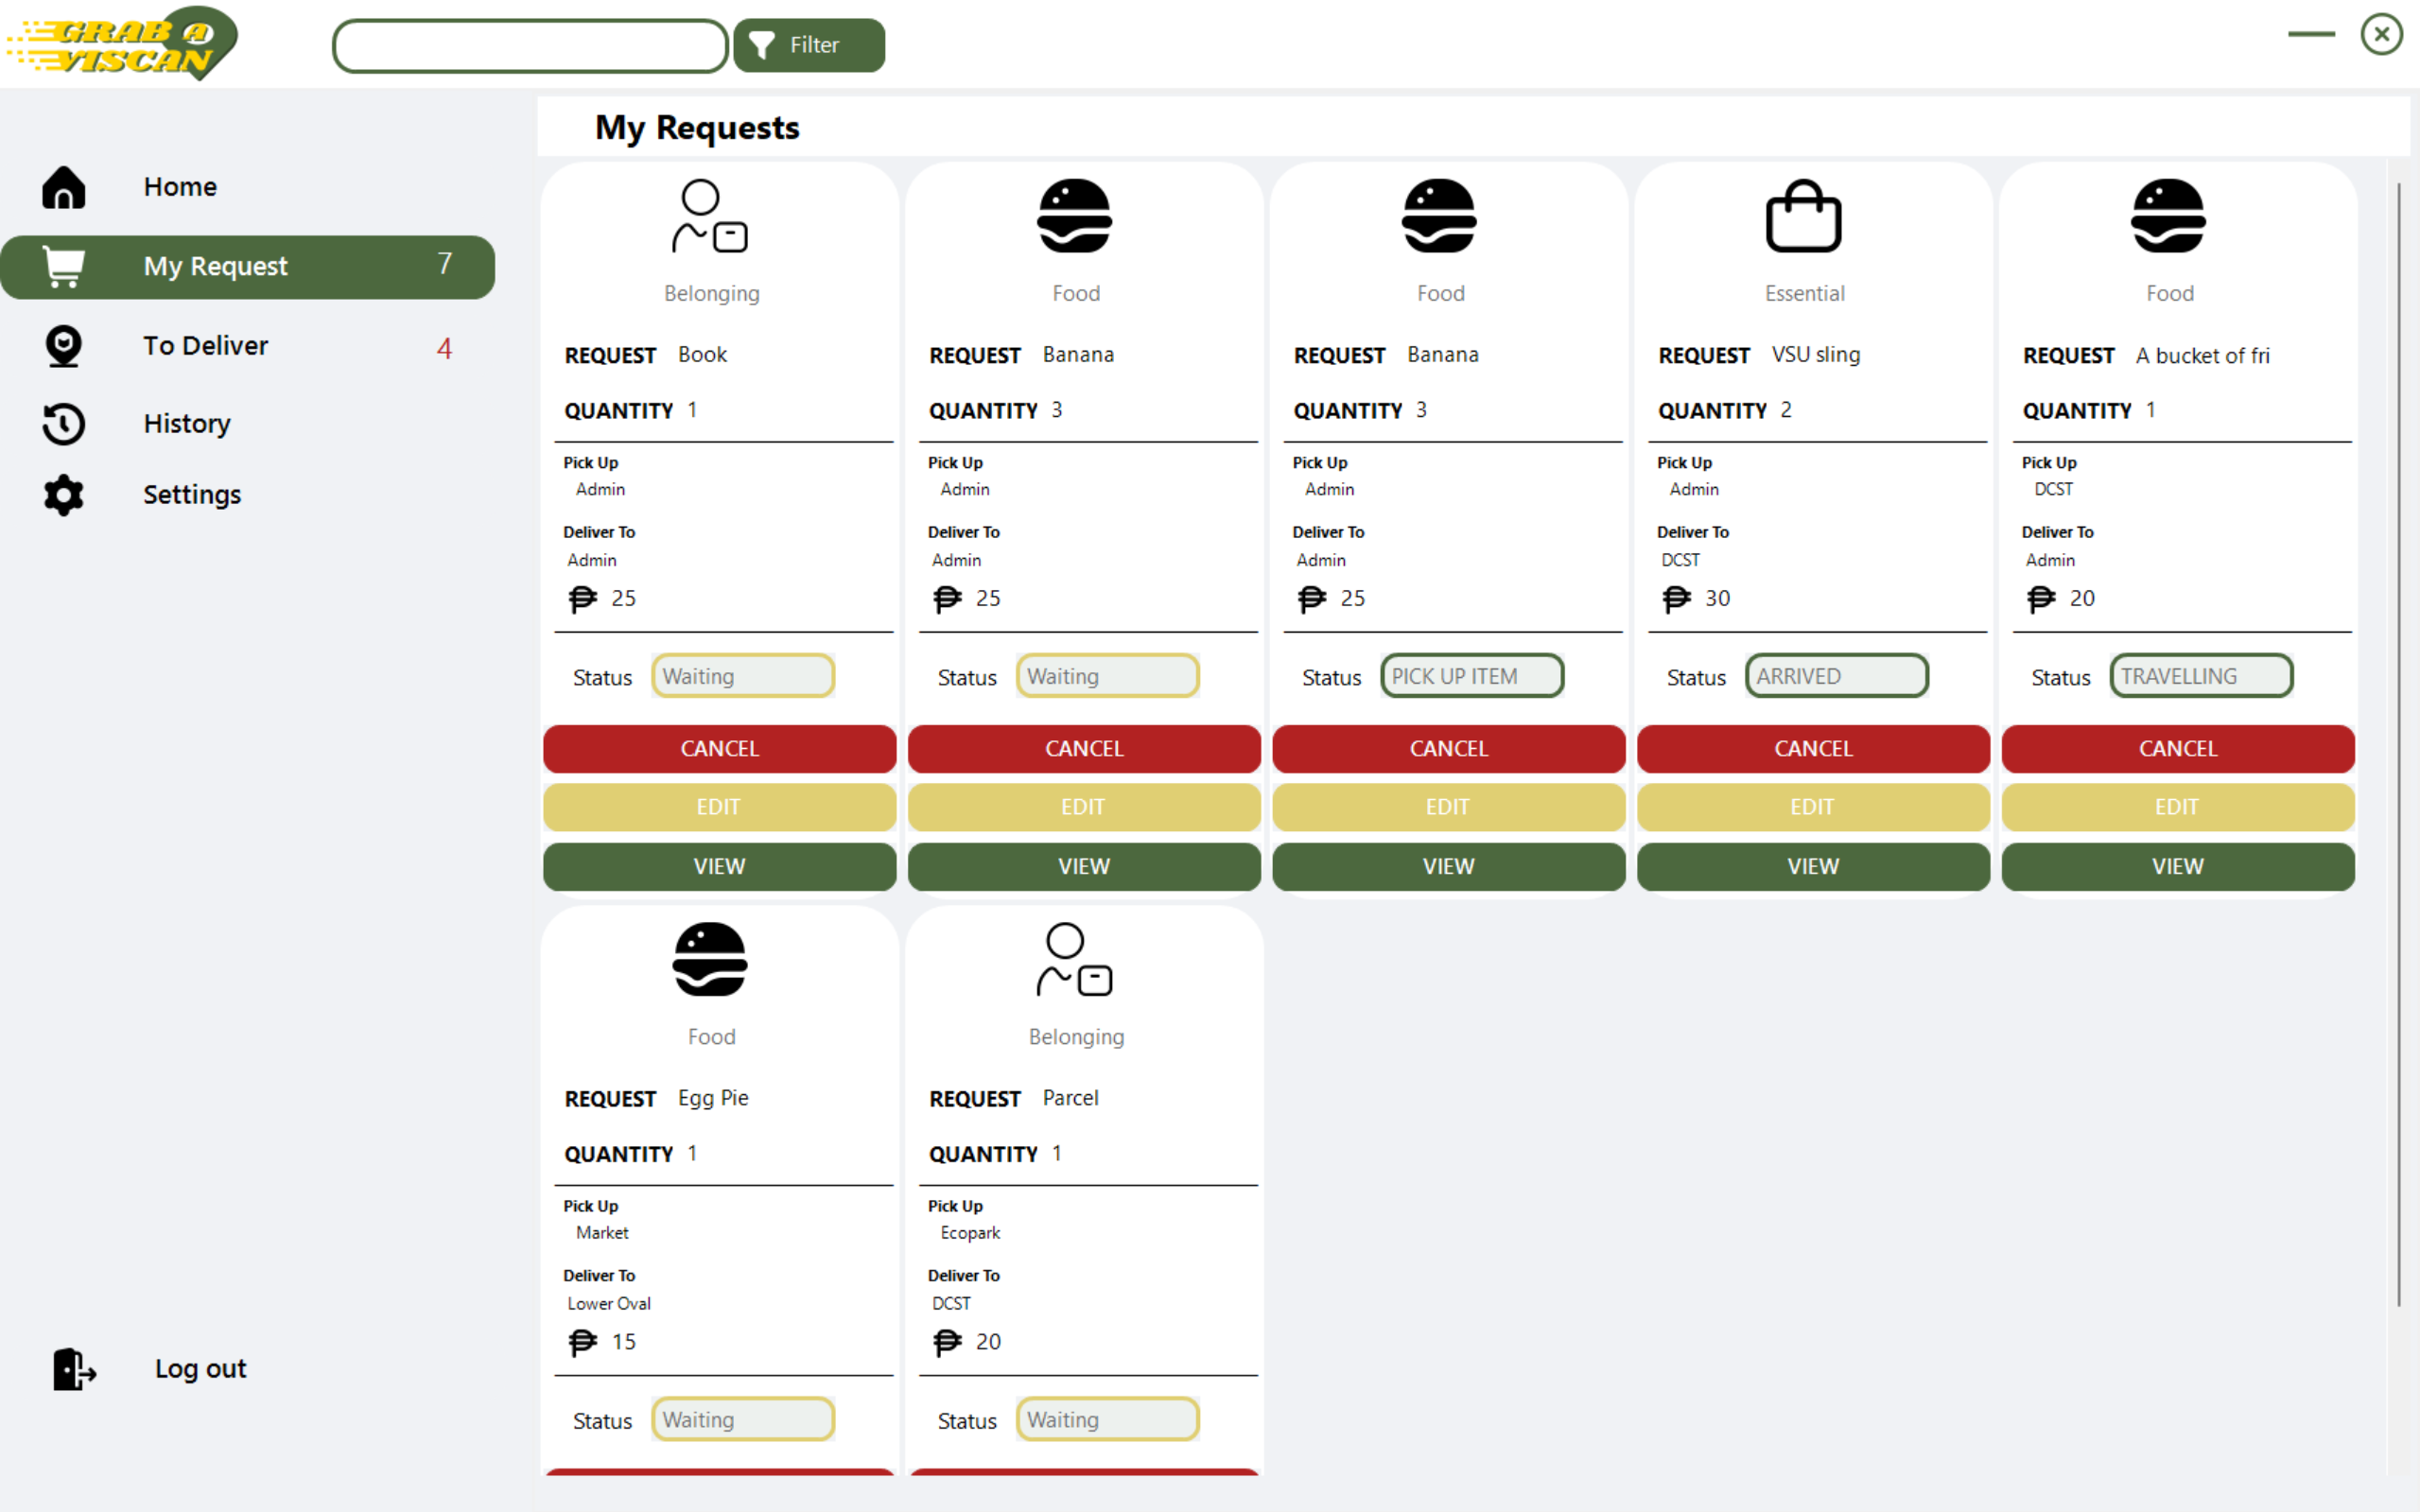 GRAB A
VISCAN
Filter
Home
My Request 7
To Deliver 4
History
Settings
Log out
My Requests
Belonging
REQUEST Book
QUANTITY 1
Pick Up
Admin
Deliver To
Admin
₱ 25
Status Waiting
CANCEL
EDIT
VIEW
Food
REQUEST Banana
QUANTITY 3
Pick Up
Admin
Deliver To
Admin
₱ 25
Status Waiting
CANCEL
EDIT
VIEW
Food
REQUEST Banana
QUANTITY 3
Pick Up
Admin
Deliver To
Admin
₱ 25
Status PICK UP ITEM
CANCEL
EDIT
VIEW
Essential
REQUEST VSU sling
QUANTITY 2
Pick Up
Admin
Deliver To
DCST
₱ 30
Status ARRIVED
CANCEL
EDIT
VIEW
Food
REQUEST A bucket of fri
QUANTITY 1
Pick Up
DCST
Deliver To
Admin
₱ 20
Status TRAVELLING
CANCEL
EDIT
VIEW
Food
REQUEST Egg Pie
QUANTITY 1
Pick Up
Market
Deliver To
Lower Oval
₱ 15
Status Waiting
Belonging
REQUEST Parcel
QUANTITY 1
Pick Up
Ecopark
Deliver To
DCST
₱ 20
Status Waiting